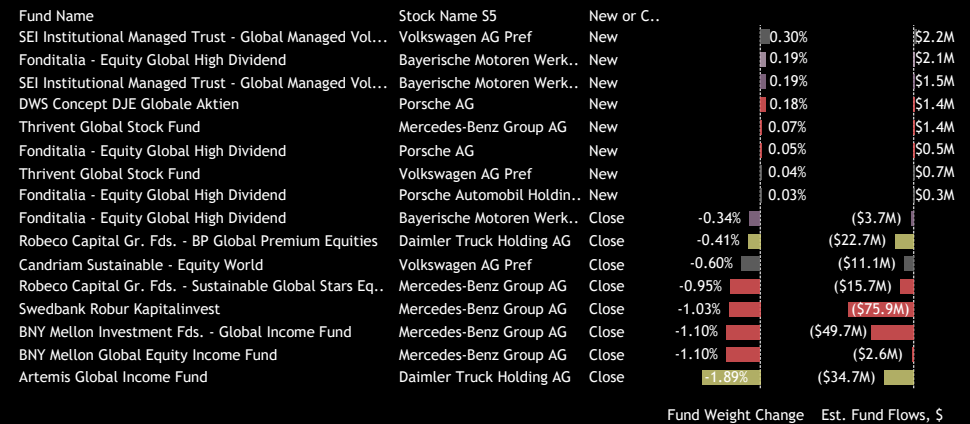 Fund Name Stock Name S5 New or C..
SEI Institutional Managed Trust - Global Managed Vol... Volkswagen AG Pref New 0.30% $2.2M
Fonditalia - Equity Global High Dividend Bayerische Motoren Werk.. New 0.19% $2.1M
SEI Institutional Managed Trust - Global Managed Vol... Bayerische Motoren Werk.. New 0.19% $1.5M
DWS Concept DJE Globale Aktien Porsche AG New 0.18% $1.4M
Thrivent Global Stock Fund Mercedes-Benz Group AG New 0.07% $1.4M
Fonditalia - Equity Global High Dividend Porsche AG New 0.05% $0.5M
Thrivent Global Stock Fund Volkswagen AG Pref New 0.04% $0.7M
Fonditalia - Equity Global High Dividend Porsche Automobil Holdin.. New 0.03% $0.3M
Fonditalia - Equity Global High Dividend Bayerische Motoren Werk.. Close -0.34% ($3.7M)
Robeco Capital Gr. Fds. - BP Global Premium Equities Daimler Truck Holding AG Close -0.41% ($22.7M)
Candriam Sustainable - Equity World Volkswagen AG Pref Close -0.60% ($11.1M)
Robeco Capital Gr. Fds. - Sustainable Global Stars Eq.. Mercedes-Benz Group AG Close -0.95% ($15.7M)
Swedbank Robur Kapitalinvest Mercedes-Benz Group AG Close -1.03% ($75.9M)
BNY Mellon Investment Fds. - Global Income Fund Mercedes-Benz Group AG Close -1.10% ($49.7M)
BNY Mellon Global Equity Income Fund Mercedes-Benz Group AG Close -1.10% ($2.6M)
Artemis Global Income Fund Daimler Truck Holding AG Close -1.89% ($34.7M)
Fund Weight Change Est. Fund Flows, $